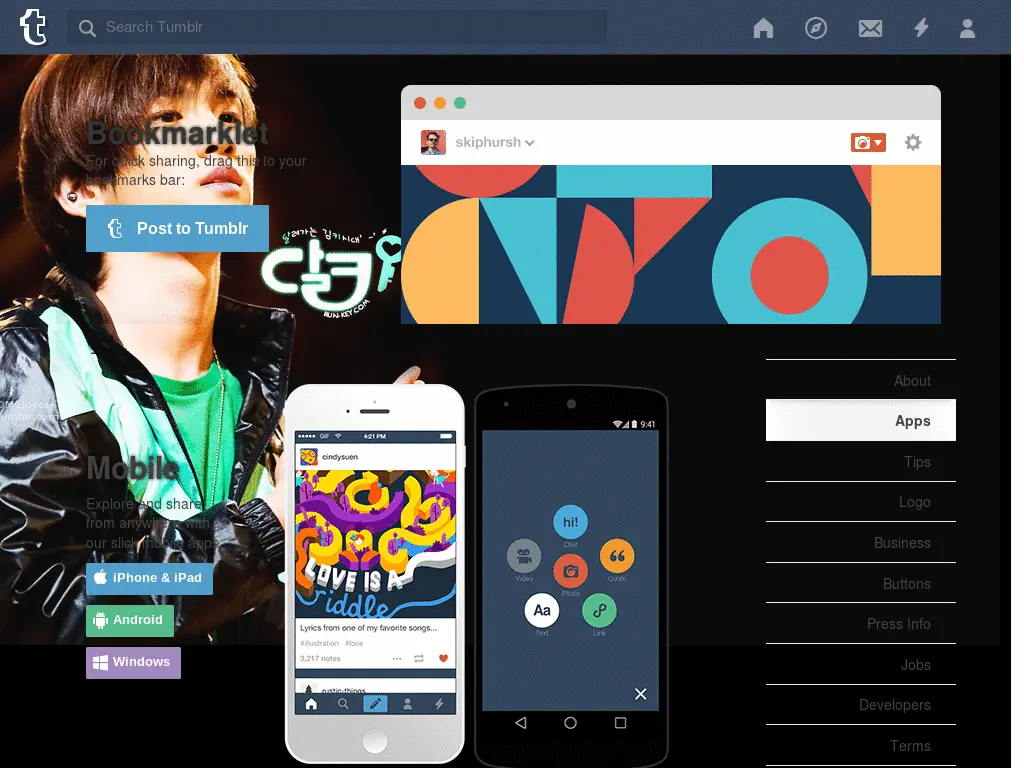 Search Tumblr
Bookmarklet
For quick sharing, drag this to your
bookmarks bar:
Post to Tumblr
skiphursh
달려가는 김키시대'
달키
RUN-KEY.COM
About
Apps
Tips
Logo
Business
Buttons
Press Info
Jobs
Developers
Terms
Mobile
Explore and share
from anywhere with
our slick mobile apps
iPhone & iPad
Android
Windows
GIF
4:21 PM
cindysuen
LOVE IS A
riddle
Lyrics from one of my favorite songs...
#illustration #love
3,217 notes
rustic-things
9:41
hi!
Chat
Video
Quote
Photo
Aa
Text
Link